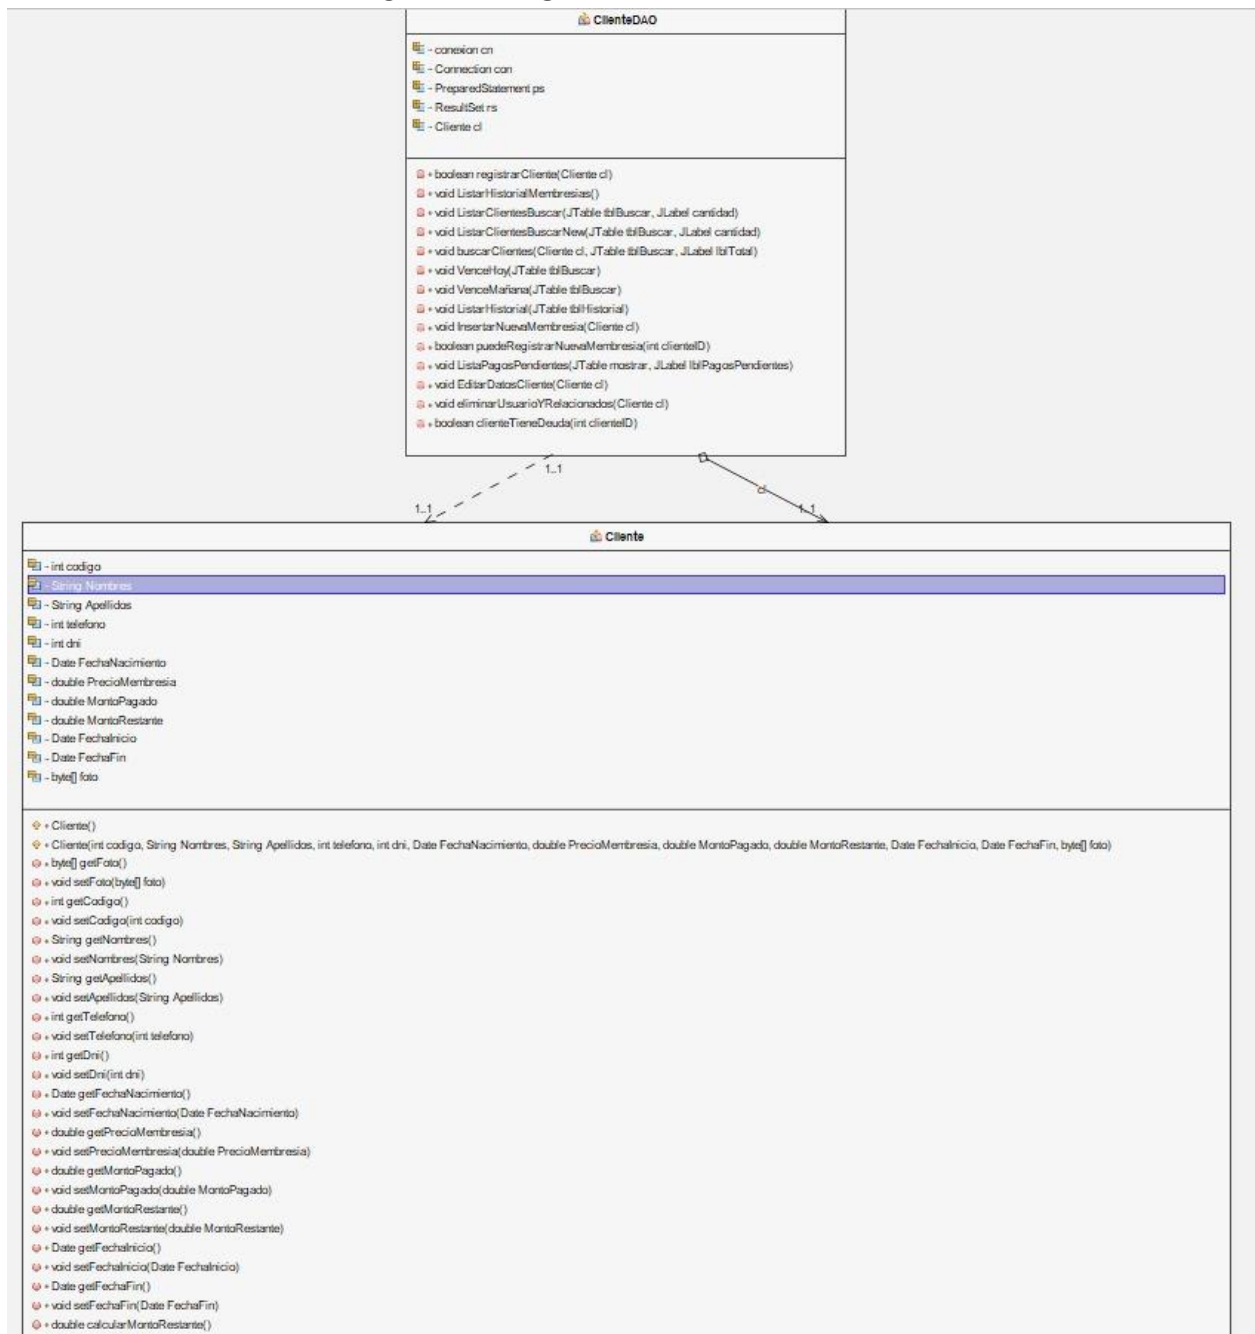 ClienteDAO
- conexion cn
- Connection con
- PreparedStatement ps
- ResultSet rs
- Cliente cl
+ boolean registrarCliente(Cliente cl)
+ void ListarHistorialMembresias()
+ void ListarClientesBuscar(JTable tblBuscar, JLabel cantidad)
+ void ListarClientesBuscarNew(JTable tblBuscar, JLabel cantidad)
+ void buscarClientes(Cliente cl, JTable tblBuscar, JLabel lblTotal)
+ void VenceHoy(JTable tblBuscar)
+ void VenceMañana(JTable tblBuscar)
+ void ListarHistorial(JTable tblHistorial)
+ void InsertarNuevaMembresia(Cliente cl)
+ boolean puedeRegistrarNuevaMembresia(int clienteID)
+ void ListaPagosPendientes(JTable mostrar, JLabel lblPagosPendientes)
+ void EditarDatosCliente(Cliente cl)
+ void eliminarUsuarioYRelacionados(Cliente cl)
+ boolean clienteTieneDeuda(int clienteID)
1..1
cl
1..1
1..1
Cliente
- int codigo
- String Nombres
- String Apellidos
- int telefono
- int dni
- Date FechaNacimiento
- double PrecioMembresia
- double MontoPagado
- double MontoRestante
- Date FechaInicio
- Date FechaFin
- byte[] foto
+ Cliente()
+ Cliente(int codigo, String Nombres, String Apellidos, int telefono, int dni, Date FechaNacimiento, double PrecioMembresia, double MontoPagado, double MontoRestante, Date FechaInicio, Date FechaFin, byte[] foto)
+ byte[] getFoto()
+ void setFoto(byte[] foto)
+ int getCodigo()
+ void setCodigo(int codigo)
+ String getNombres()
+ void setNombres(String Nombres)
+ String getApellidos()
+ void setApellidos(String Apellidos)
+ int getTelefono()
+ void setTelefono(int telefono)
+ int getDni()
+ void setDni(int dni)
+ Date getFechaNacimiento()
+ void setFechaNacimiento(Date FechaNacimiento)
+ double getPrecioMembresia()
+ void setPrecioMembresia(double PrecioMembresia)
+ double getMontoPagado()
+ void setMontoPagado(double MontoPagado)
+ double getMontoRestante()
+ void setMontoRestante(double MontoRestante)
+ Date getFechaInicio()
+ void setFechaInicio(Date FechaInicio)
+ Date getFechaFin()
+ void setFechaFin(Date FechaFin)
+ double calcularMontoRestante()